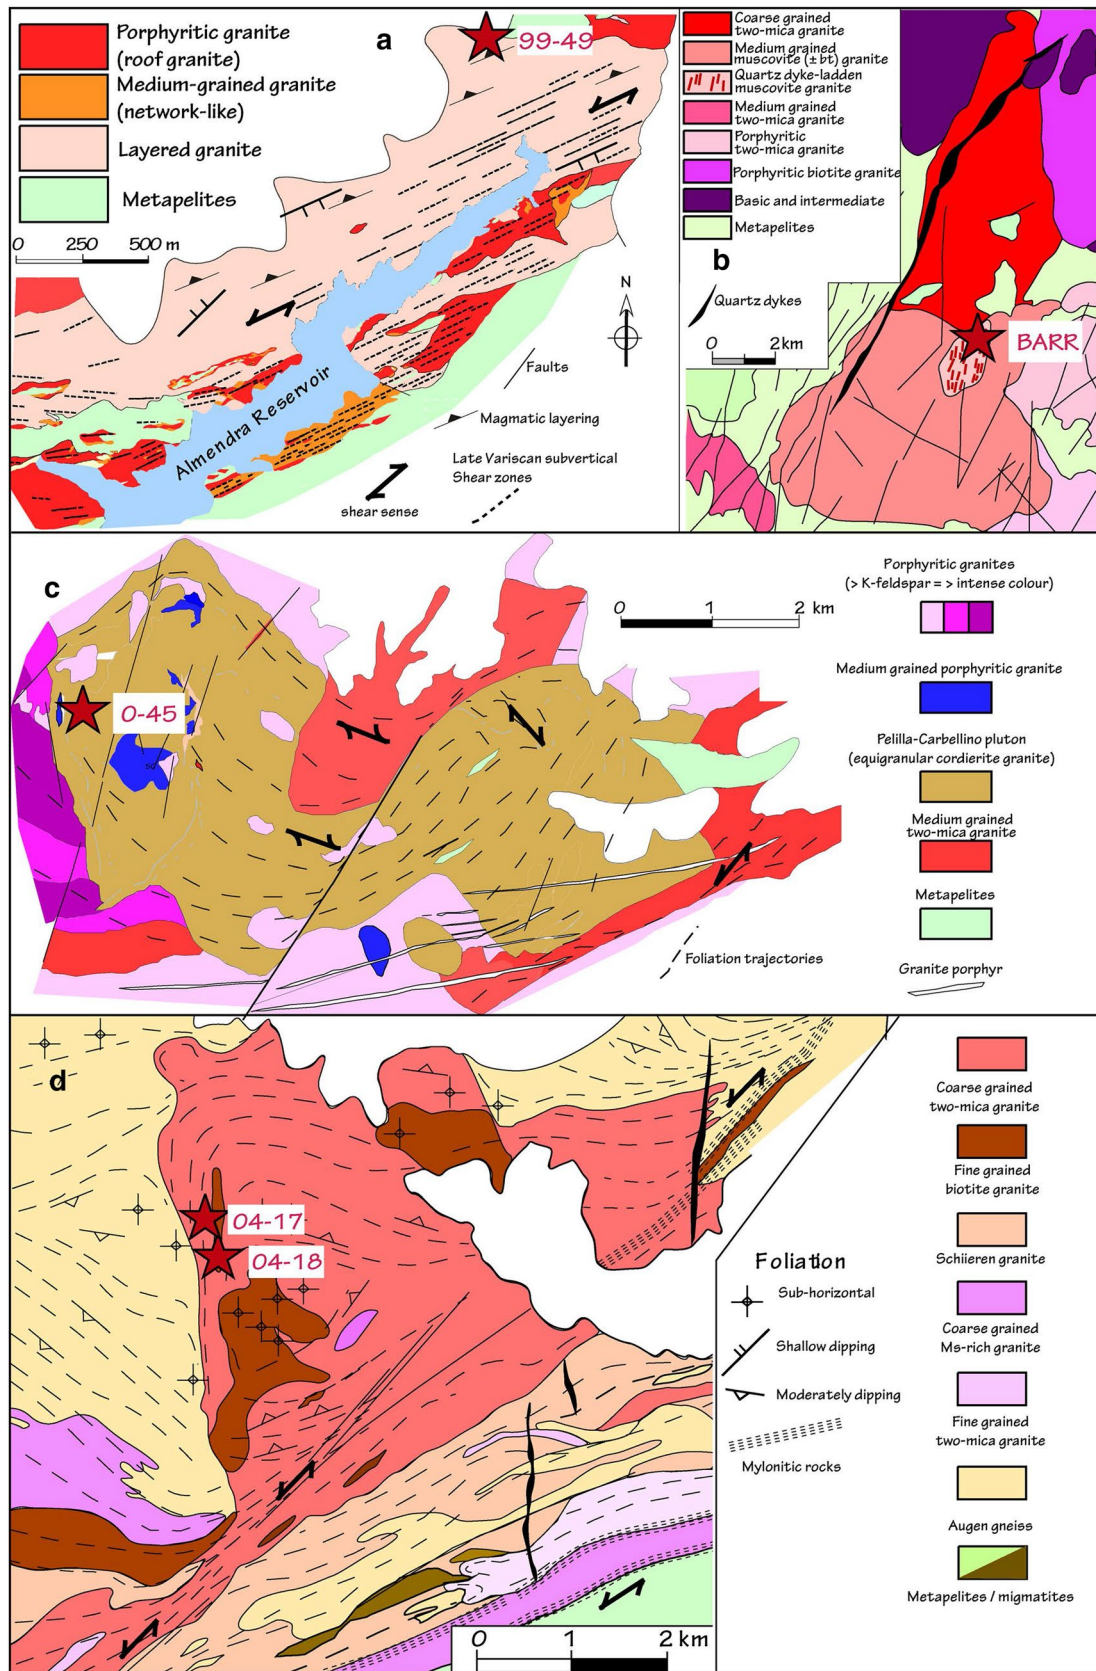 a
Porphyritic granite
(roof granite)
Medium-grained granite
(network-like)
Layered granite
Metapelites
0 250 500 m
99-49
Almendra Reservoir
N
Faults
Magmatic layering
Late Variscan subvertical
Shear zones
shear sense
b
Coarse grained
two-mica granite
Medium grained
muscovite (± bt) granite
Quartz dyke-ladden
muscovite granite
Medium grained
two-mica granite
Porphyritic
two-mica granite
Porphyritic biotite granite
Basic and intermediate
Metapelites
Quartz dykes
0 2 km
BARR
c
0-45
0 1 2 km
Porphyritic granites
(> K-feldspar = > intense colour)
Medium grained porphyritic granite
Pelilla-Carbellino pluton
(equigranular cordierite granite)
Medium grained
two-mica granite
Metapelites
Foliation trajectories
Granite porphyr
d
04-17
04-18
0 1 2 km
Foliation
Sub-horizontal
Shallow dipping
Moderately dipping
Mylonitic rocks
Coarse grained
two-mica granite
Fine grained
biotite granite
Schiieren granite
Coarse grained
Ms-rich granite
Fine grained
two-mica granite
Augen gneiss
Metapelites / migmatites